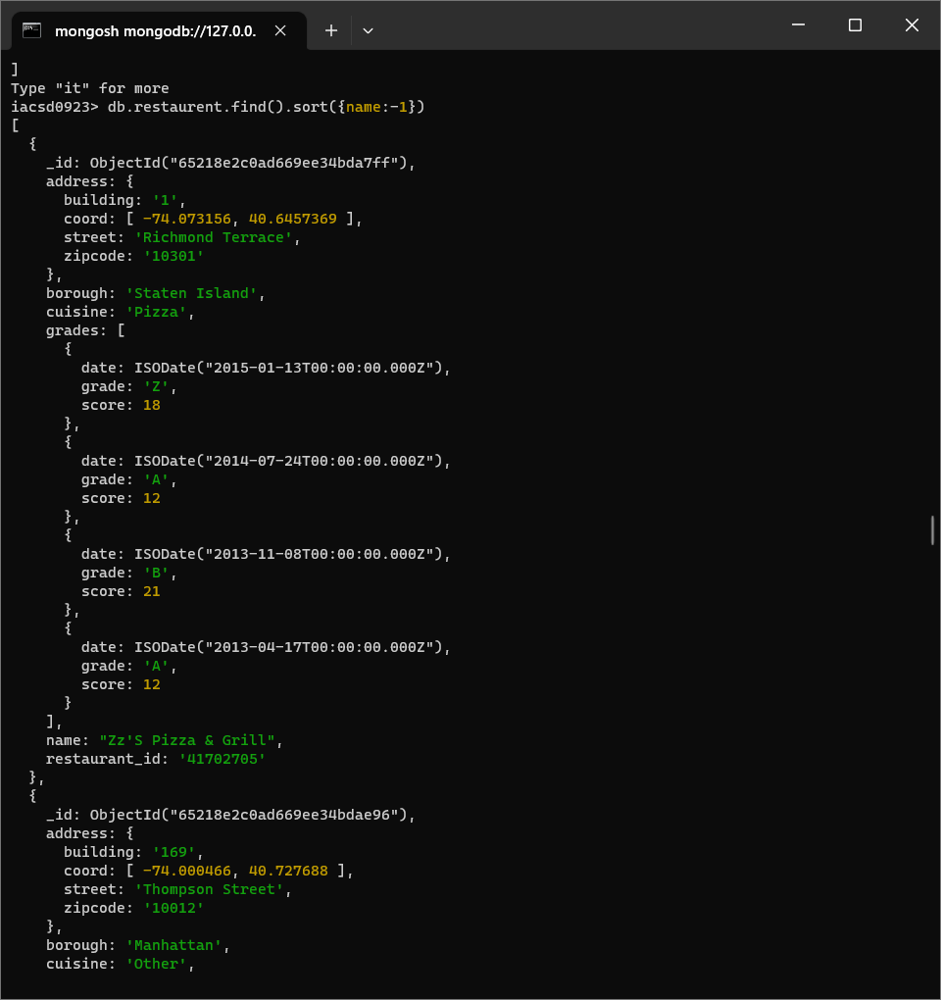 mongosh mongodb://127.0.0.
]
Type "it" for more
iacsd0923> db.restaurent.find().sort({name:-1})
[
  {
    _id: ObjectId("65218e2c0ad669ee34bda7ff"),
    address: {
      building: '1',
      coord: [ -74.073156, 40.6457369 ],
      street: 'Richmond Terrace',
      zipcode: '10301'
    },
    borough: 'Staten Island',
    cuisine: 'Pizza',
    grades: [
      {
        date: ISODate("2015-01-13T00:00:00.000Z"),
        grade: 'Z',
        score: 18
      },
      {
        date: ISODate("2014-07-24T00:00:00.000Z"),
        grade: 'A',
        score: 12
      },
      {
        date: ISODate("2013-11-08T00:00:00.000Z"),
        grade: 'B',
        score: 21
      },
      {
        date: ISODate("2013-04-17T00:00:00.000Z"),
        grade: 'A',
        score: 12
      }
    ],
    name: "Zz'S Pizza & Grill",
    restaurant_id: '41702705'
  },
  {
    _id: ObjectId("65218e2c0ad669ee34bdae96"),
    address: {
      building: '169',
      coord: [ -74.000466, 40.727688 ],
      street: 'Thompson Street',
      zipcode: '10012'
    },
    borough: 'Manhattan',
    cuisine: 'Other',